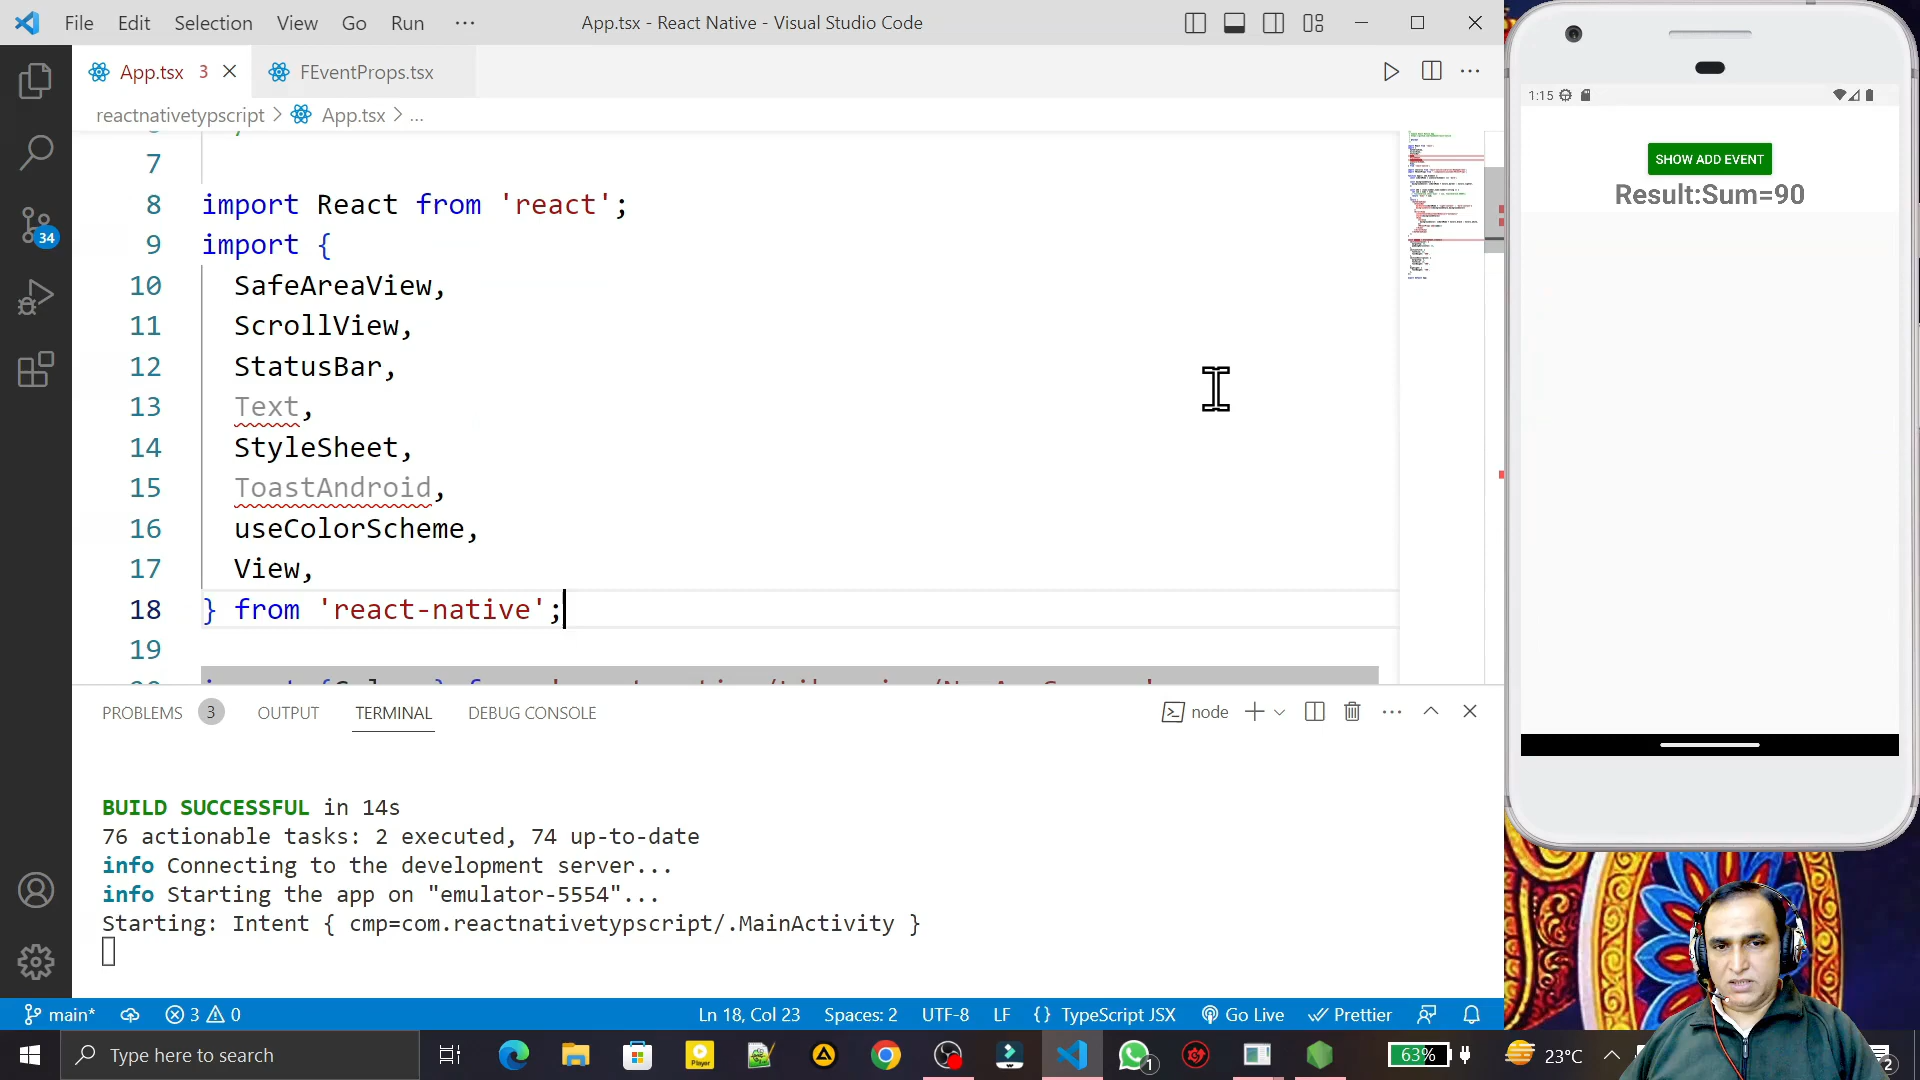 File Edit Selection View Go Run ··· App.tsx - React Native - Visual Studio Code
App.tsx 3 FEventProps.tsx
reactnativetypscript > App.tsx > ...
7
8 import React from 'react';
9 import {
10 SafeAreaView,
11 ScrollView,
12 StatusBar,
13 Text,
14 StyleSheet,
15 ToastAndroid,
16 useColorScheme,
17 View,
18 } from 'react-native';
19
34
PROBLEMS 3 OUTPUT TERMINAL DEBUG CONSOLE node
BUILD SUCCESSFUL in 14s
76 actionable tasks: 2 executed, 74 up-to-date
info Connecting to the development server...
info Starting the app on "emulator-5554"...
Starting: Intent { cmp=com.reactnativetypscript/.MainActivity }
main* 3 0 Ln 18, Col 23 Spaces: 2 UTF-8 LF {} TypeScript JSX Go Live Prettier
Type here to search 1 63% 23°C 2
1:15
SHOW ADD EVENT
Result:Sum=90